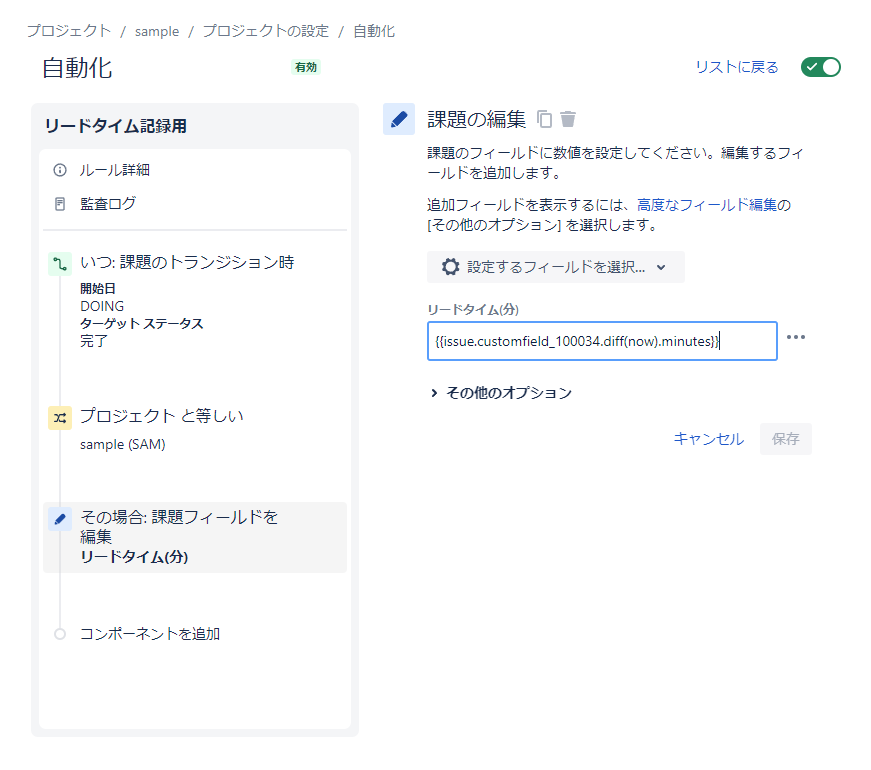 プロジェクト / sample / プロジェクトの設定 / 自動化
自動化
有効
リストに戻る
リードタイム記録用
ルール詳細
監査ログ
いつ: 課題のトランジション時
開始日
DOING
ターゲット ステータス
完了
プロジェクト と等しい
sample (SAM)
その場合: 課題フィールドを
編集
リードタイム(分)
コンポーネントを追加
課題の編集
課題のフィールドに数値を設定してください。編集するフィ
ールドを追加します。
追加フィールドを表示するには、高度なフィールド編集の
[その他のオプション] を選択します。
設定するフィールドを選択...
リードタイム(分)
{{issue.customfield_100034.diff(now).minutes}}
その他のオプション
キャンセル
保存